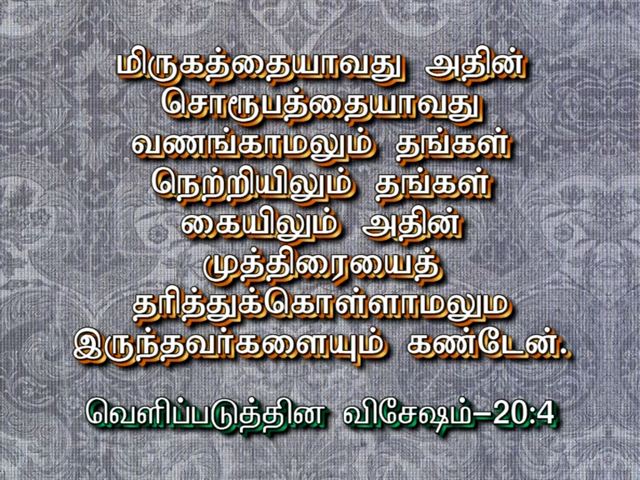 மிருகத்தையாவது அதின்
சொரூபத்தையாவது
வணங்காமலும் தங்கள்
நெற்றியிலும் தங்கள்
கையிலும் அதின்
முத்திரையைத்
தரித்துக்கொள்ளாமலும
இருந்தவர்களையும் கண்டேன்.
வெளிப்படுத்தின விசேஷம்–20:4